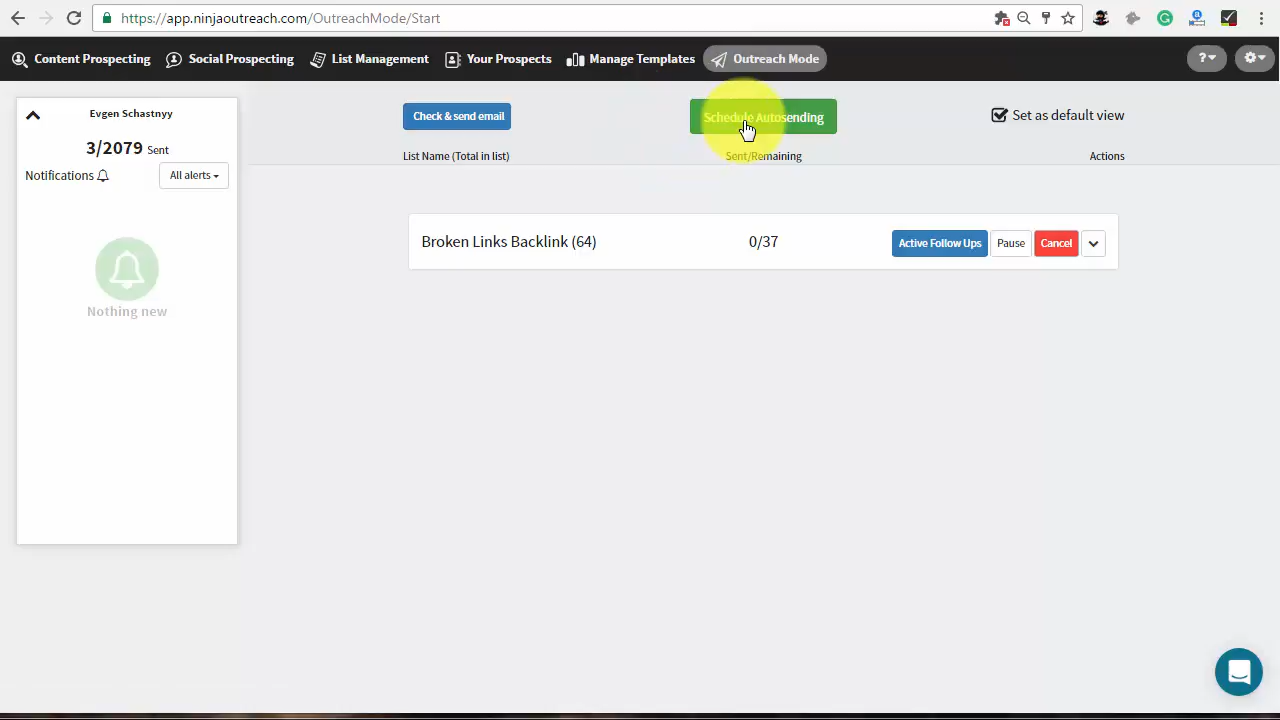 https://app.ninjaoutreach.com/OutreachMode/Start
Content Prospecting Social Prospecting List Management Your Prospects Manage Templates Outreach Mode ?
Evgen Schastnyy
3/2079 Sent
Notifications All alerts
Nothing new
Check & send email Schedule Autosending Set as default view
List Name (Total in list) Sent/Remaining Actions
Broken Links Backlink (64) 0/37 Active Follow Ups Pause Cancel